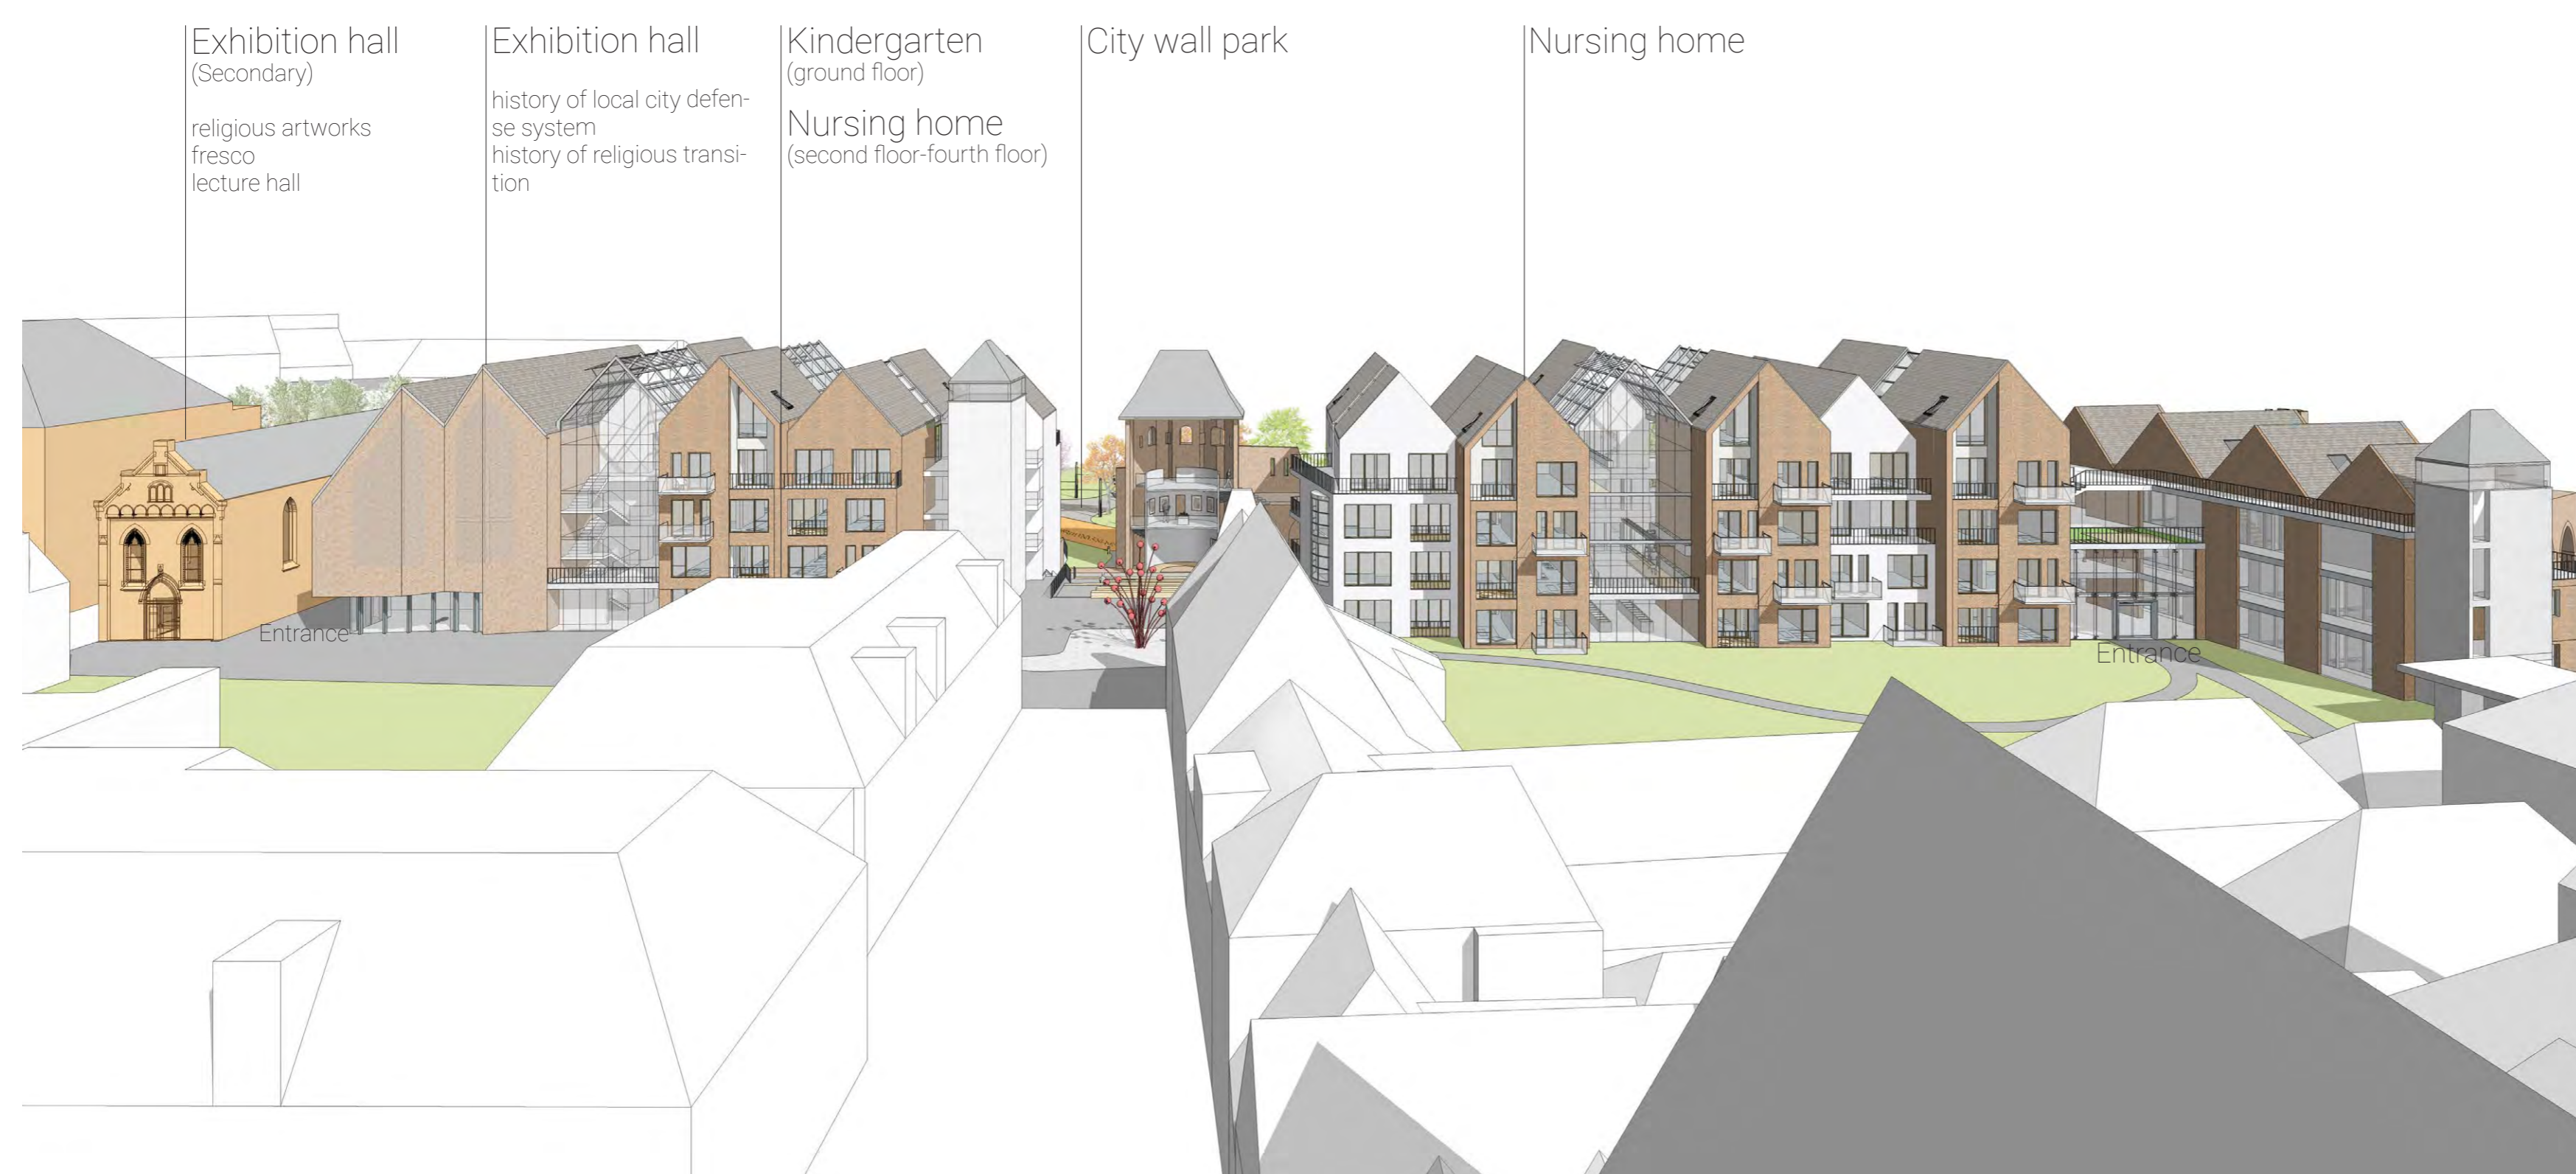 Exhibition hall
(Secondary)
religious artworks
fresco
lecture hall
Exhibition hall
history of local city defen-
se system
history of religious transi-
tion
Kindergarten
(ground floor)
Nursing home
(second floor-fourth floor)
City wall park
Nursing home
Entrance
Entrance